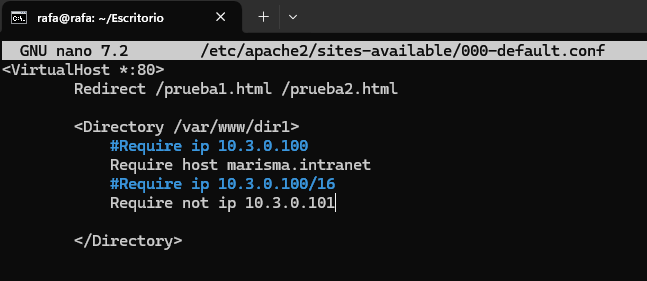 rafa@rafa: ~/Escritorio
GNU nano 7.2 /etc/apache2/sites-available/000-default.conf
<VirtualHost *:80>
Redirect /prueba1.html /prueba2.html
<Directory /var/www/dir1>
#Require ip 10.3.0.100
Require host marisma.intranet
#Require ip 10.3.0.100/16
Require not ip 10.3.0.101
</Directory>